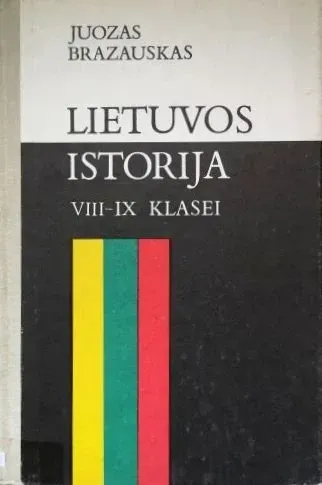 JUOZAS
BRAZAUSKAS
LIETUVOS
ISTORIJA
VIII-IX KLASEI